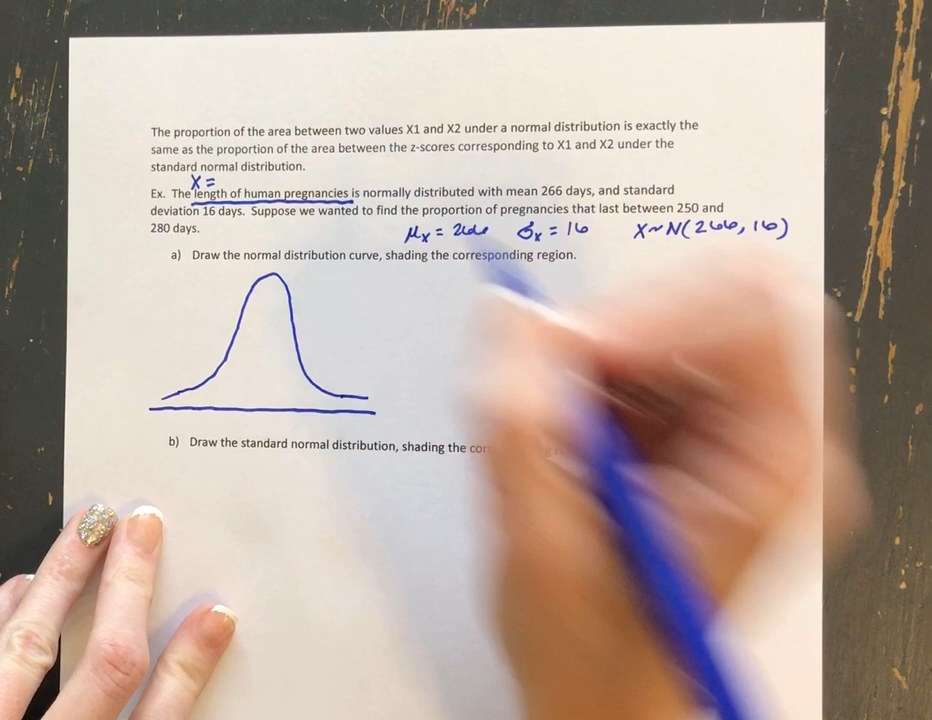 The proportion of the area between two values X1 and X2 under a normal distribution is exactly the
same as the proportion of the area between the z-scores corresponding to X1 and X2 under the
standard normal distribution.
X =
Ex. The length of human pregnancies is normally distributed with mean 266 days, and standard
deviation 16 days. Suppose we wanted to find the proportion of pregnancies that last between 250 and
280 days.
μx = 266 σx = 16 X~N(266, 16)
a) Draw the normal distribution curve, shading the corresponding region.
b) Draw the standard normal distribution, shading the